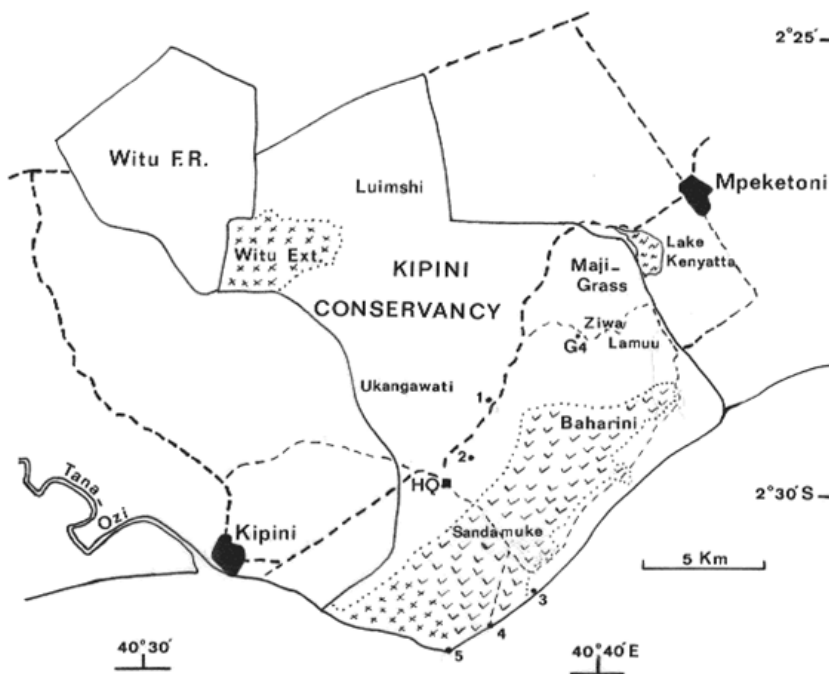 2°25'
Witu F.R.
Mpeketoni
Luimshi
Lake
Kenyatta
Witu Ext.
KIPINI
CONSERVANCY
Maji-
Grass
Ziwa
Lamuu
G4
Ukangawati
1
Baharini
2
HQ
2°30'S
Tana-
Ozi
Kipini
Sandamuke
5 Km
3
4
5
40°30'
40°40'E